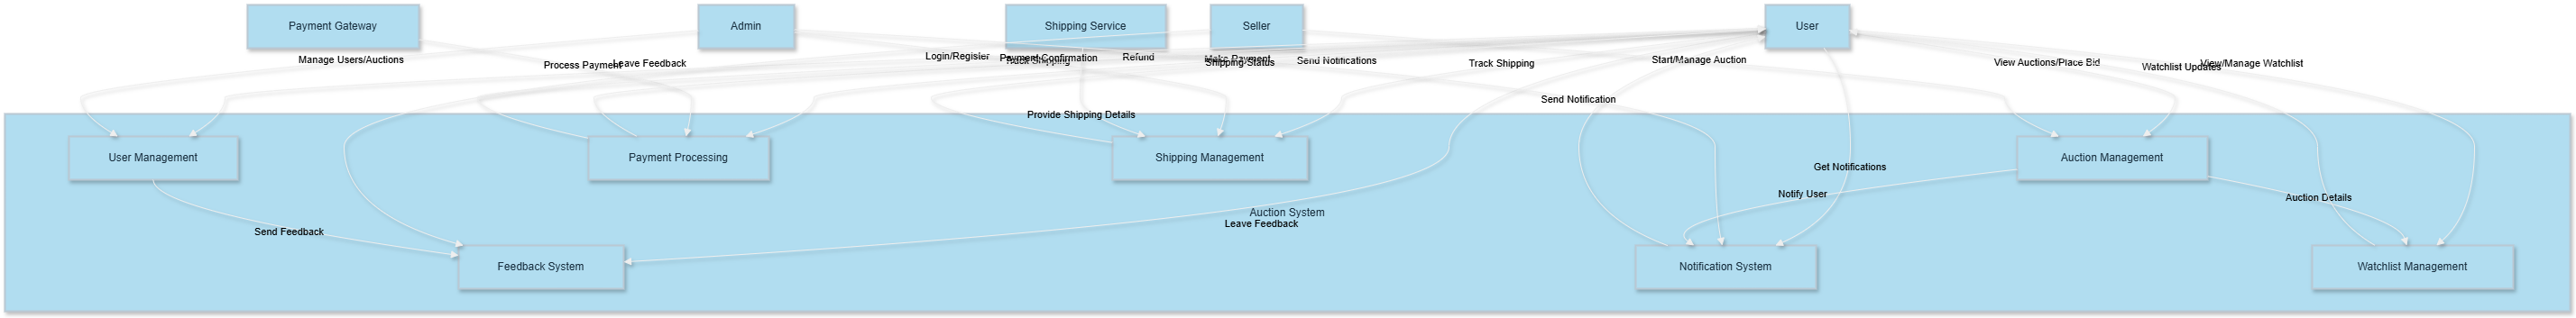 Payment Gateway
Admin
Shipping Service
Seller
User
Manage Users/Auctions
Process Payment
Leave Feedback
Login/Register
Payment Confirmation
Track Shipping
Refund
Make Payment
Shipping Status
Send Notifications
Track Shipping
Start/Manage Auction
View Auctions/Place Bid
Watchlist Updates
View/Manage Watchlist
Send Notification
Provide Shipping Details
User Management
Payment Processing
Shipping Management
Auction Management
Get Notifications
Notify User
Auction Details
Auction System
Leave Feedback
Send Feedback
Feedback System
Notification System
Watchlist Management